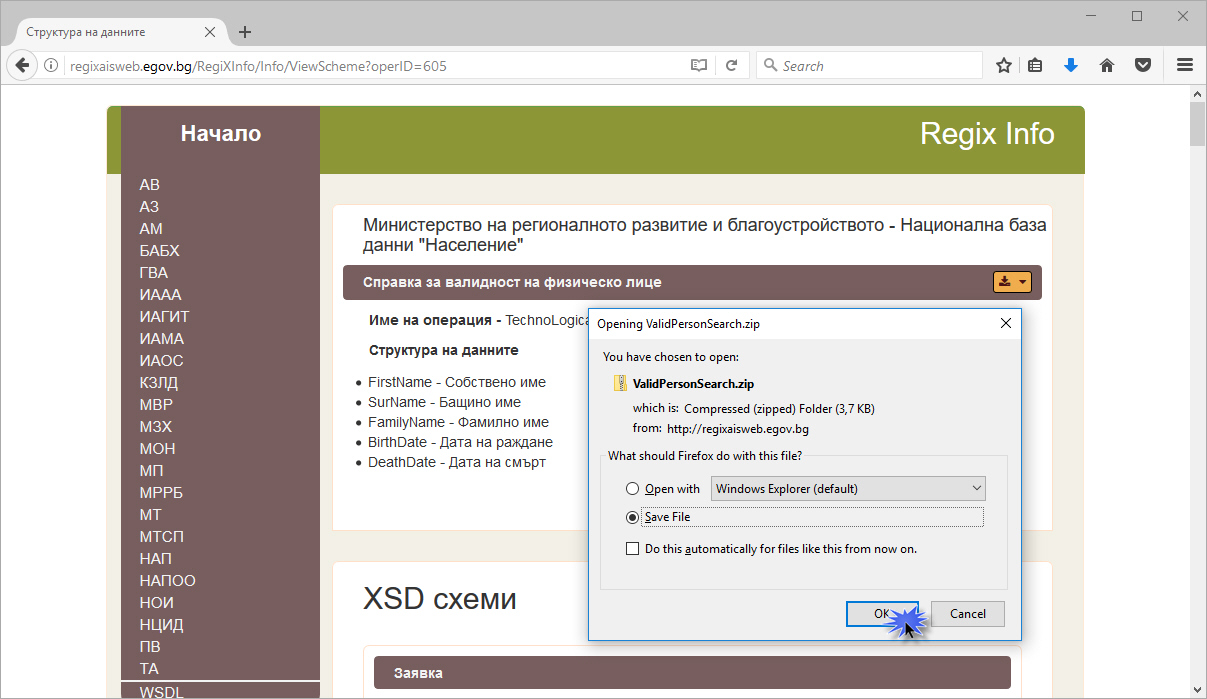 Структура на данните
regixaisweb.egov.bg/RegiXInfo/Info/ViewScheme?operID=605
Search
Начало
Regix Info
АВ
АЗ
АМ
БАБХ
ГВА
ИААА
ИАГИТ
ИАМА
ИАОС
КЗЛД
МВР
МЗХ
МОН
МП
МРРБ
МТ
МТСП
НАП
НАПОО
НОИ
НЦИД
ПВ
ТА
WSDL
Министерство на регионалното развитие и благоустройството - Национална база
данни "Население"
Справка за валидност на физическо лице
Име на операция - TechnoLogica
Структура на данните
FirstName - Собствено име
SurName - Бащино име
FamilyName - Фамилно име
BirthDate - Дата на раждане
DeathDate - Дата на смърт
XSD схеми
Заявка
Opening ValidPersonSearch.zip
You have chosen to open:
ValidPersonSearch.zip
which is: Compressed (zipped) Folder (3,7 KB)
from: http://regixaisweb.egov.bg
What should Firefox do with this file?
Open with Windows Explorer (default)
Save File
Do this automatically for files like this from now on.
OK Cancel